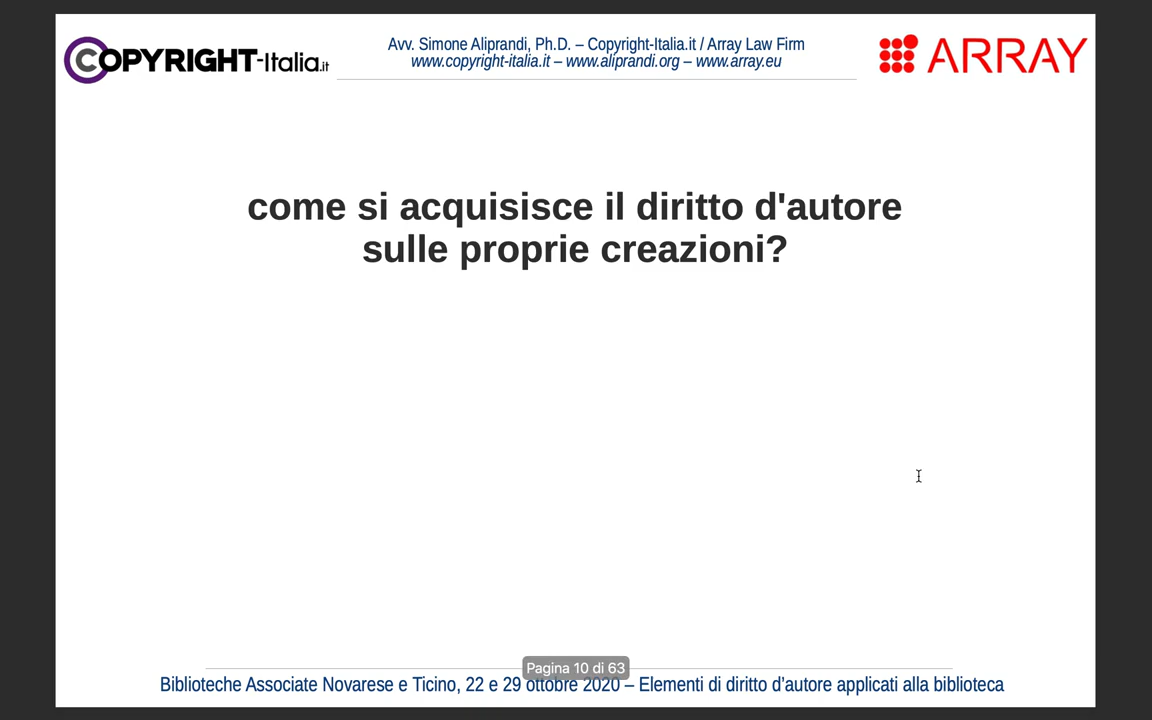 COPYRIGHT-Italia.it
Avv. Simone Aliprandi, Ph.D. – Copyright-Italia.it / Array Law Firm
www.copyright-italia.it – www.aliprandi.org – www.array.eu
ARRAY
come si acquisisce il diritto d'autore
sulle proprie creazioni?
Pagina 10 di 63
Biblioteche Associate Novarese e Ticino, 22 e 29 ottobre 2020 – Elementi di diritto d’autore applicati alla biblioteca